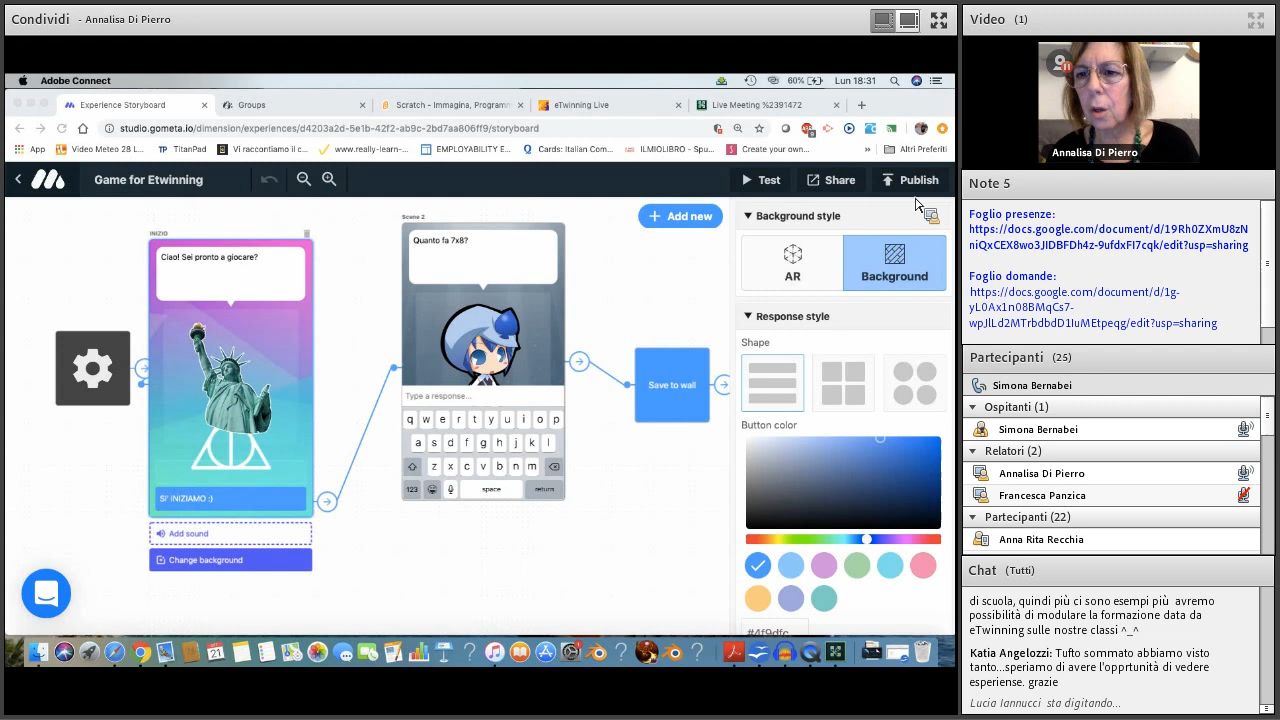 Condividi - Annalisa Di Pierro
Adobe Connect
60%
Lun 18:31
Experience Storyboard
Groups
Scratch - Immagina, Programm
eTwinning Live
Live Meeting %2391472
studio.gometa.io/dimension/experiences/d4203a2d-5e1b-42f2-ab9c-2bd7aa806ff9/storyboard
App
Video Meteo 28 L...
TP TitanPad
Vi raccontiamo il c...
www.really-learn-...
EMPLOYABILITY E...
Cards: Italian Com...
ILMIOLIBRO - Spu...
Create your own...
»
Altri Preferiti
Game for Etwinning
Test
Share
Publish
INIZIO
Ciao! Sei pronto a giocare?
SI' INIZIAMO :)
Add sound
Change background
Scene 2
Quanto fa 7x8?
Type a response...
q w e r t y u i o p
a s d f g h j k l
z x c v b n m
123 space return
Save to wall
Add new
Background style
AR
Background
Response style
Shape
Button color
#4f9dfc
Video (1)
Annalisa Di Pierro
Note 5
Foglio presenze:
https://docs.google.com/document/d/19Rh0ZXmU8zN
niQxCEX8wo3JIDBFDh4z-9ufdxFI7cqk/edit?usp=sharing
Foglio domande:
https://docs.google.com/document/d/1g-
yL0Ax1n08BMqCs7-
wpJlLd2MTrbdbdD1IuMEtpeqg/edit?usp=sharing
Partecipanti (25)
Simona Bernabei
Ospitanti (1)
Simona Bernabei
Relatori (2)
Annalisa Di Pierro
Francesca Panzica
Partecipanti (22)
Anna Rita Recchia
Chat (Tutti)
di scuola, quindi più ci sono esempi più avremo
possibilità di modulare la formazione data da
eTwinning sulle nostre classi ^_^
Katia Angelozzi: Tufto sommato abbiamo visto
tanto...speriamo di avere l'opprtunità di vedere
esperiense. grazie
Lucia Iannucci sta digitando...